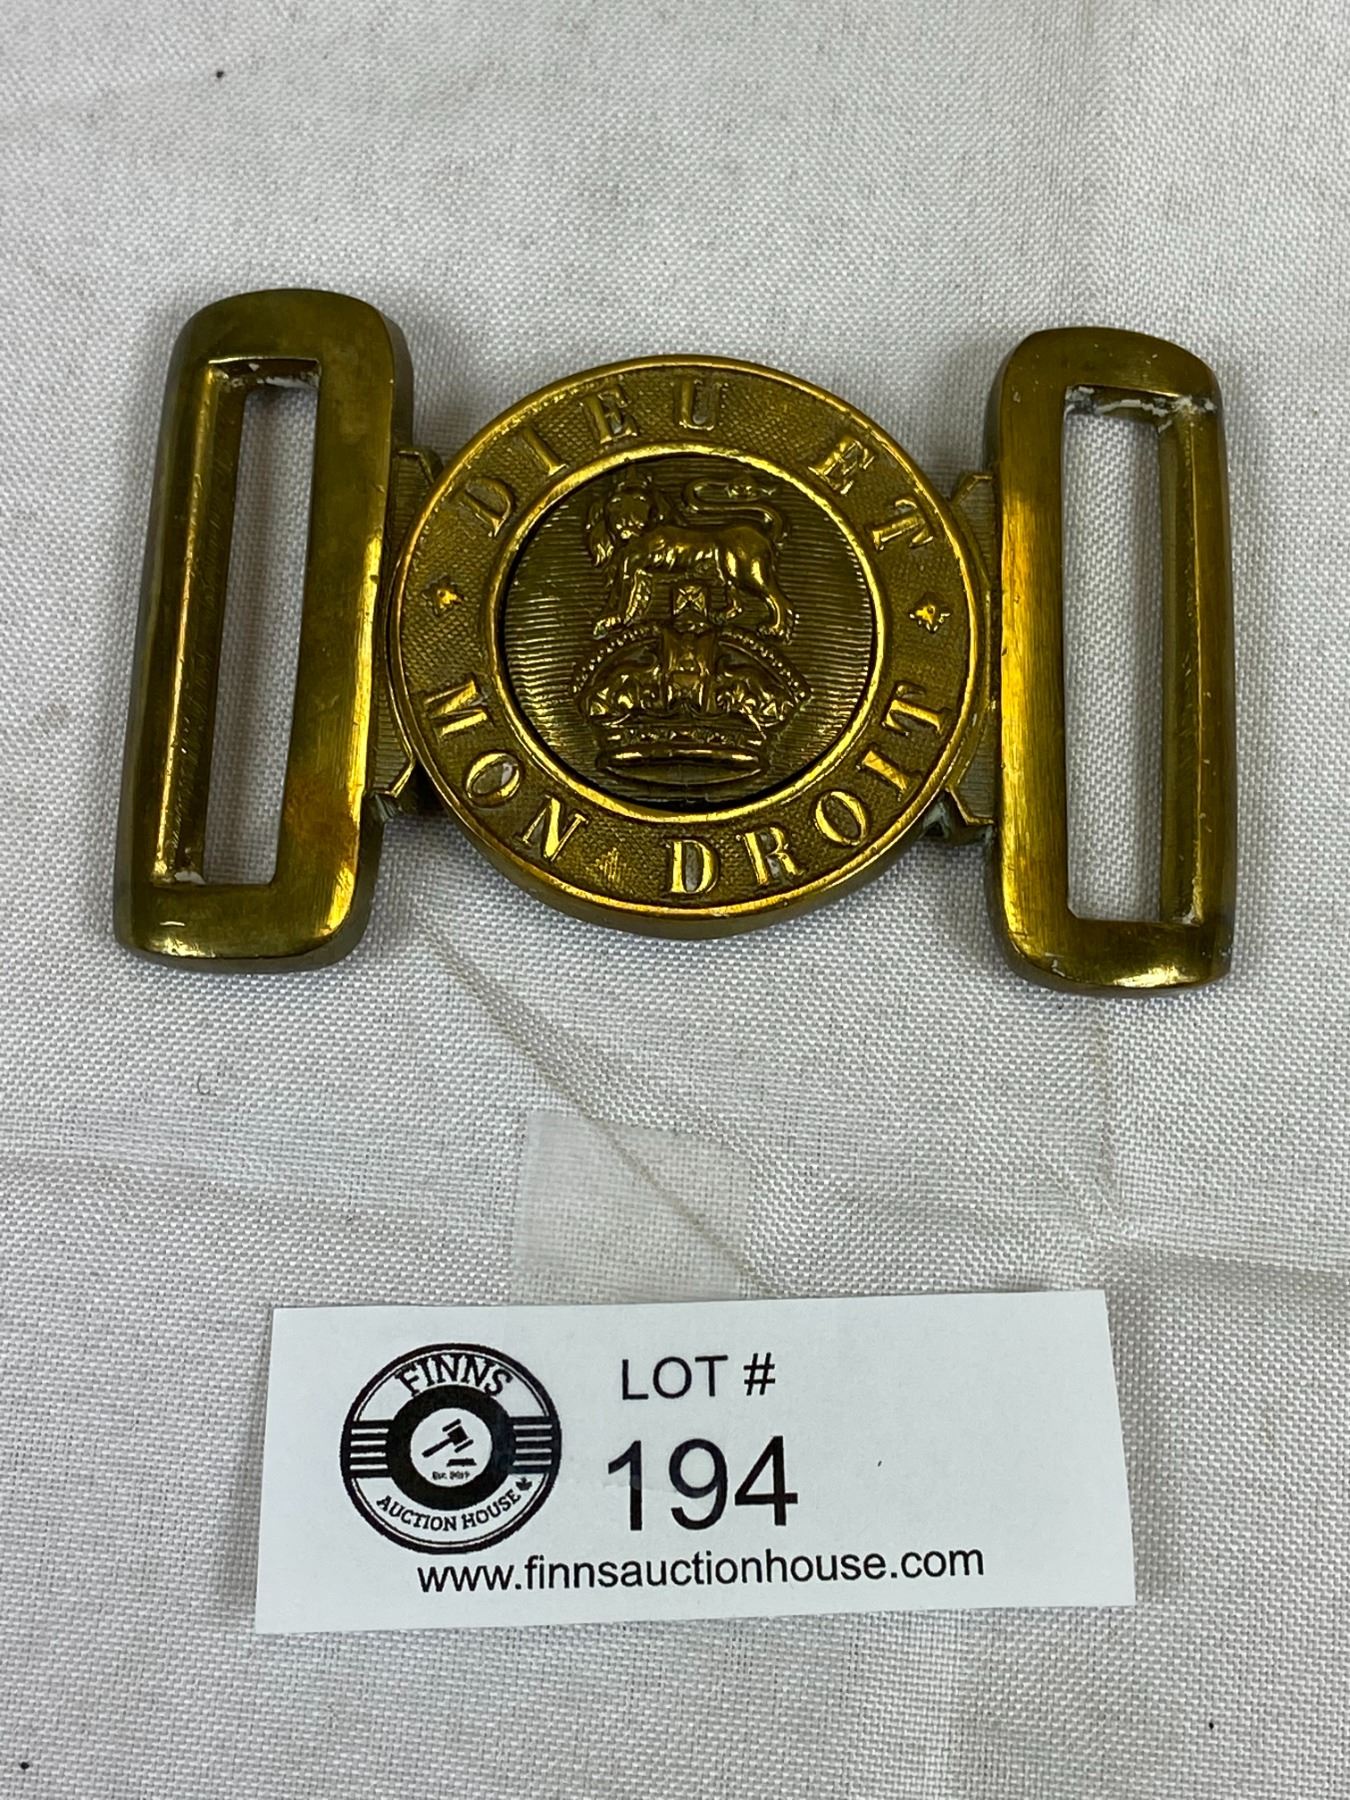 DIEU ET
MON DROIT
FINNS
AUCTION HOUSE
LOT #
194
www.finnsauctionhouse.com